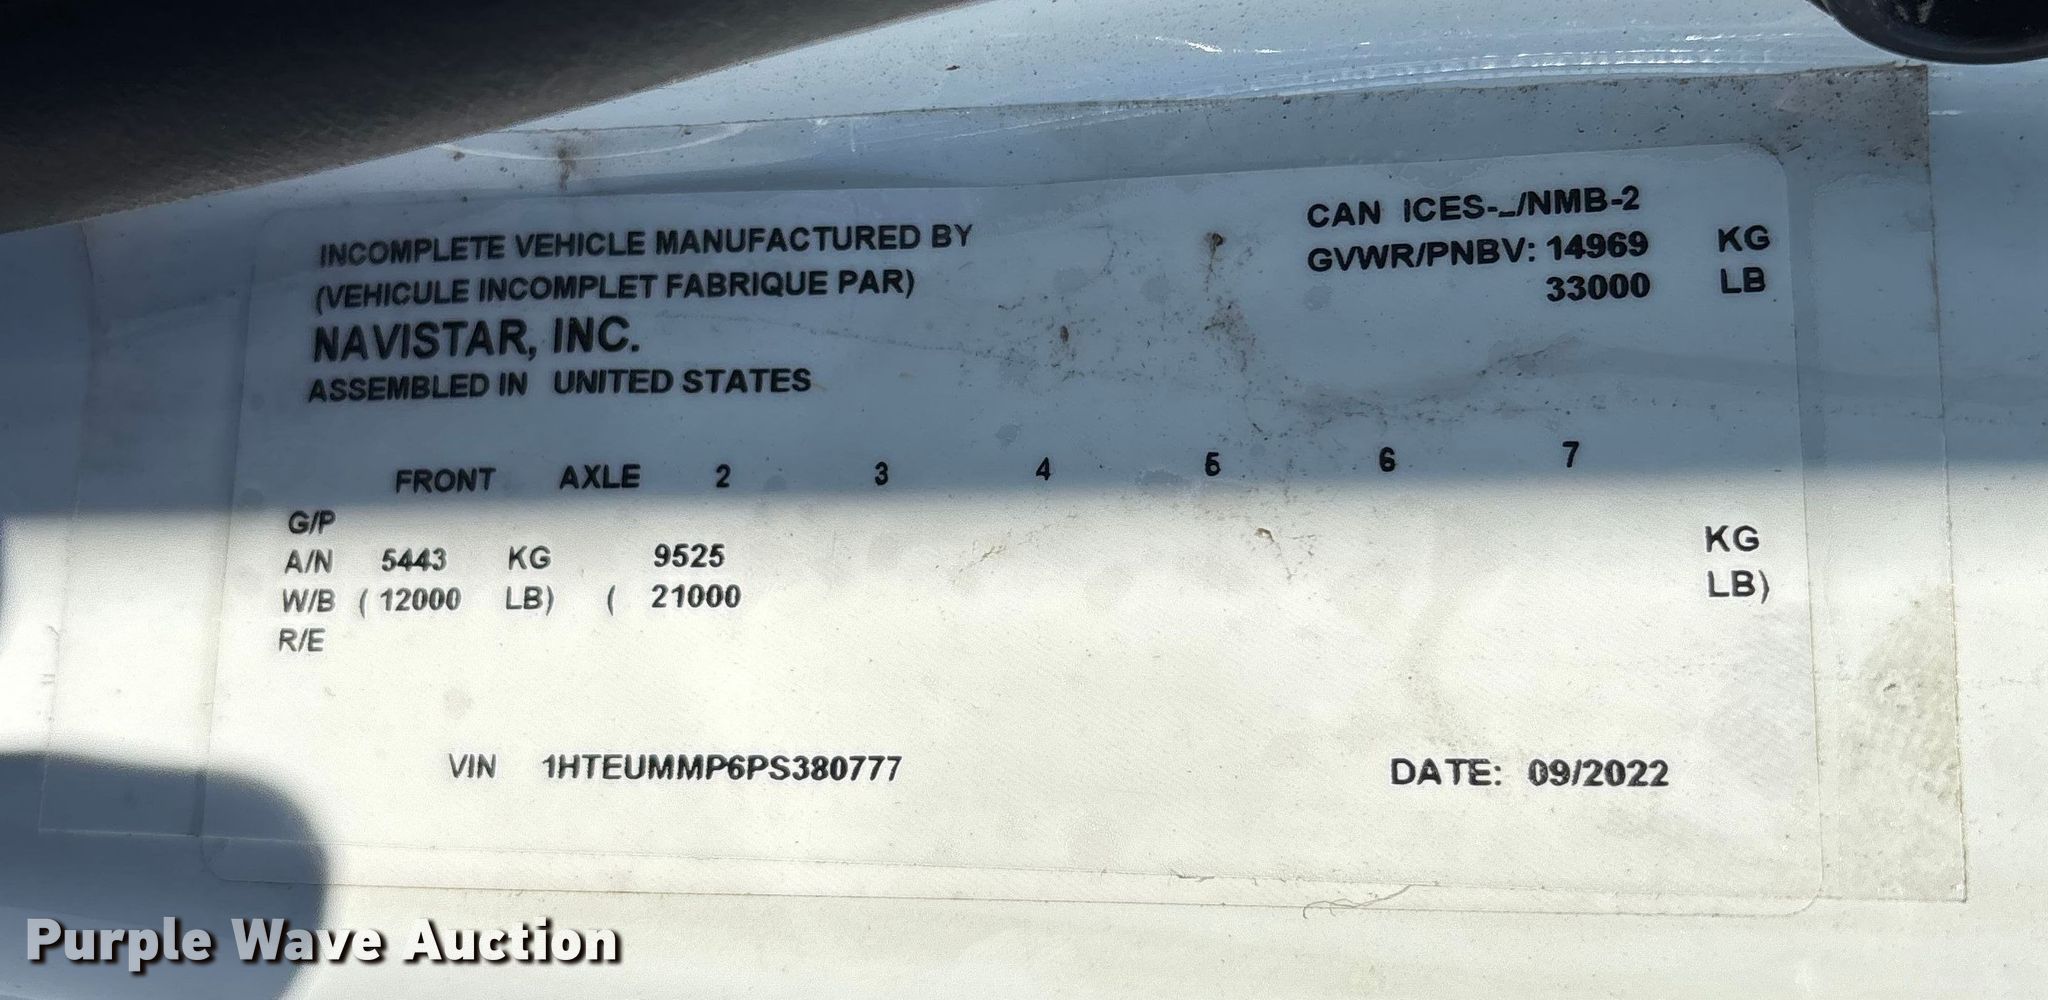 INCOMPLETE VEHICLE MANUFACTURED BY
(VEHICULE INCOMPLET FABRIQUE PAR)
NAVISTAR, INC.
ASSEMBLED IN UNITED STATES
CAN ICES-_/NMB-2
GVWR/PNBV: 14969 KG
33000 LB
FRONT AXLE 2 3 4 5 6 7
G/P
A/N 5443 KG 9525 KG
W/B ( 12000 LB) ( 21000 LB)
R/E
VIN 1HTEUMMP6PS380777
DATE: 09/2022
Purple Wave Auction